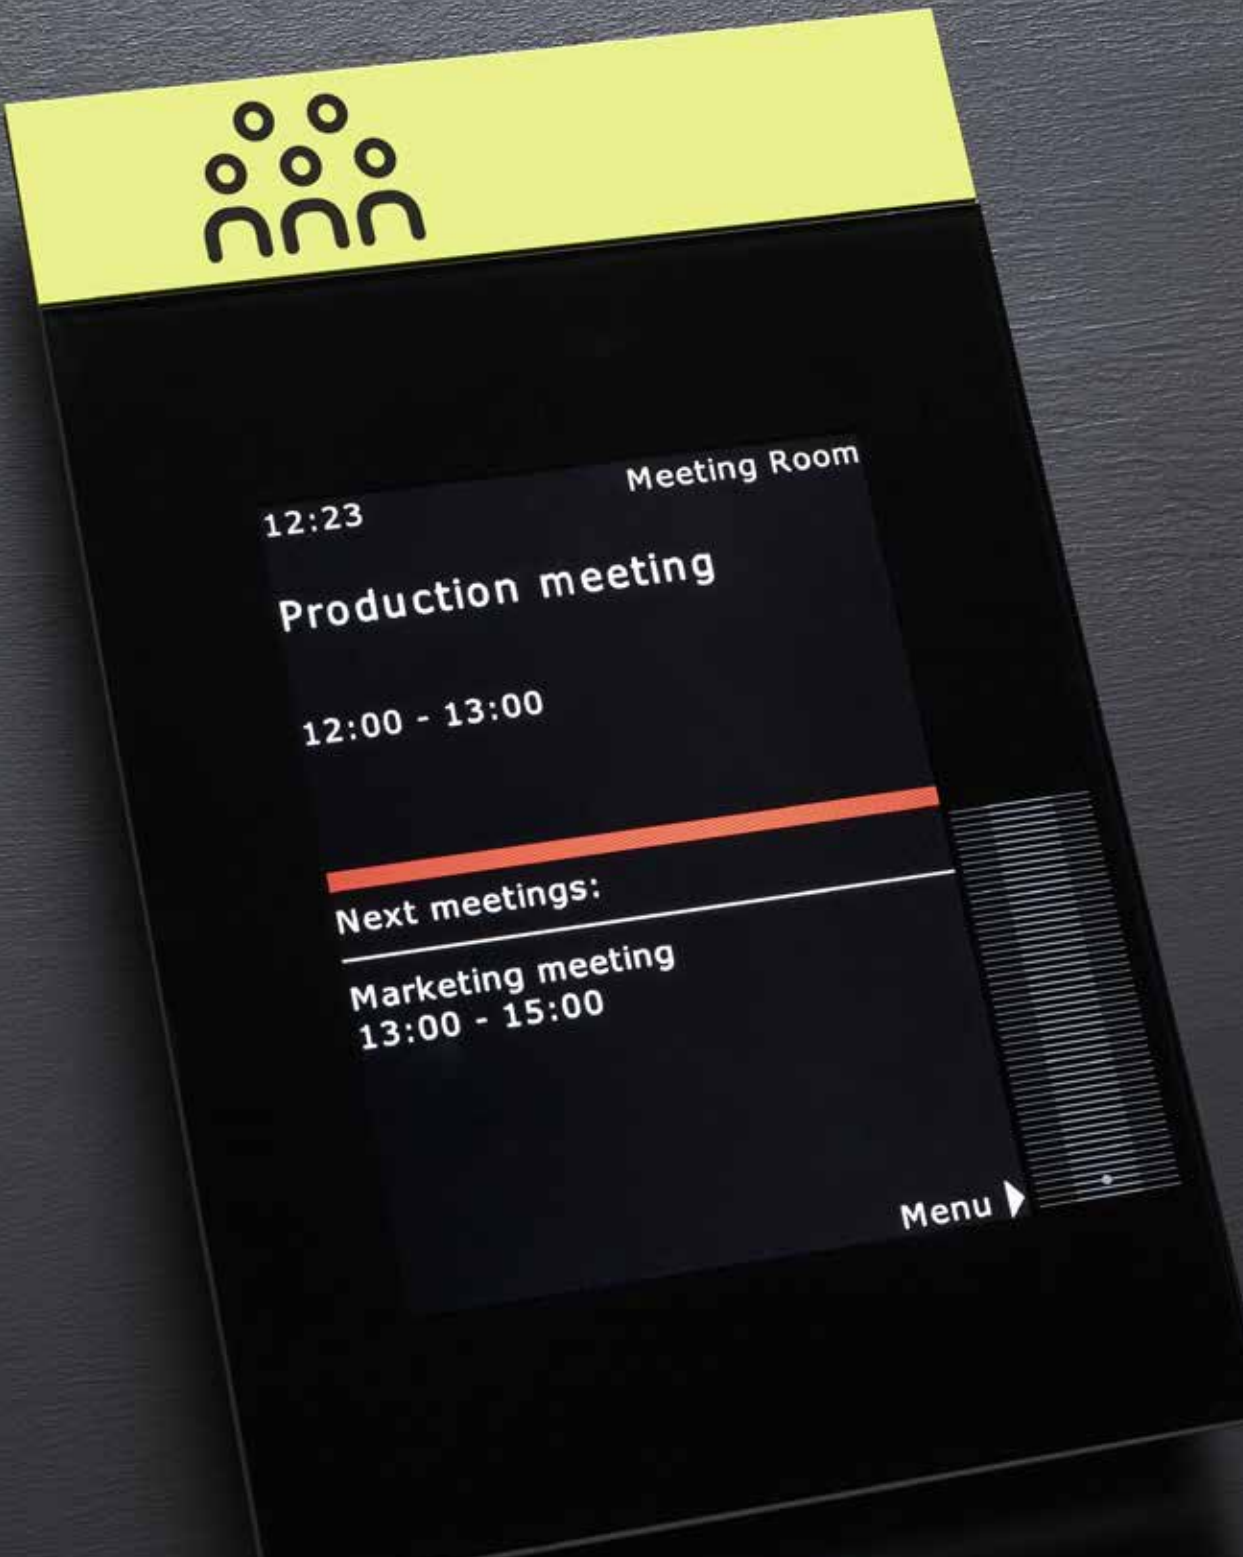 12:23
Meeting Room
Production meeting
12:00 - 13:00
Next meetings:
Marketing meeting
13:00 - 15:00
Menu